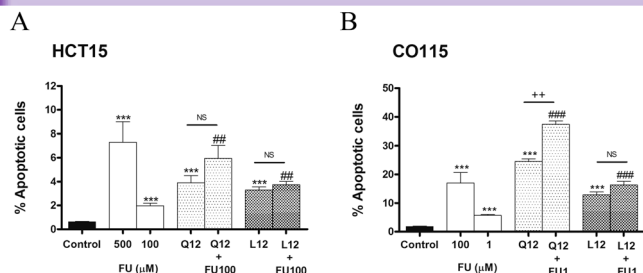 A
HCT15
% Apoptotic cells
12
10
8
6
4
2
0
***
***
***
NS
##
***
NS
##
Control
500
100
FU (μM)
Q12
Q12 + FU100
L12
L12 + FU100
B
CO115
% Apoptotic cells
50
40
30
20
10
0
***
***
***
++
###
***
NS
###
Control
100
1
FU (μM)
Q12
Q12 + FU1
L12
L12 + FU1